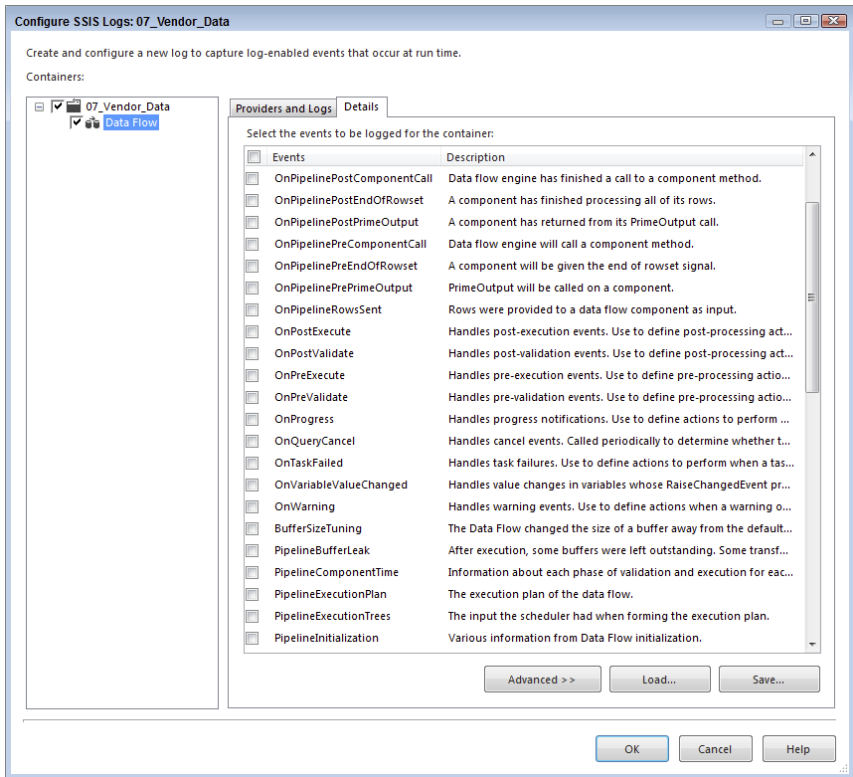 Configure SSIS Logs: 07_Vendor_Data
Create and configure a new log to capture log-enabled events that occur at run time.
Containers:
07_Vendor_Data
Data Flow
Providers and Logs Details
Select the events to be logged for the container:
Events Description
OnPipelinePostComponentCall Data flow engine has finished a call to a component method.
OnPipelinePostEndOfRowset A component has finished processing all of its rows.
OnPipelinePostPrimeOutput A component has returned from its PrimeOutput call.
OnPipelinePreComponentCall Data flow engine will call a component method.
OnPipelinePreEndOfRowset A component will be given the end of rowset signal.
OnPipelinePrePrimeOutput PrimeOutput will be called on a component.
OnPipelineRowsSent Rows were provided to a data flow component as input.
OnPostExecute Handles post-execution events. Use to define post-processing act...
OnPostValidate Handles post-validation events. Use to define post-processing act...
OnPreExecute Handles pre-execution events. Use to define pre-processing actio...
OnPreValidate Handles pre-validation events. Use to define pre-processing actio...
OnProgress Handles progress notifications. Use to define actions to perform ...
OnQueryCancel Handles cancel events. Called periodically to determine whether t...
OnTaskFailed Handles task failures. Use to define actions to perform when a tas...
OnVariableValueChanged Handles value changes in variables whose RaiseChangedEvent pr...
OnWarning Handles warning events. Use to define actions when a warning o...
BufferSizeTuning The Data Flow changed the size of a buffer away from the default...
PipelineBufferLeak After execution, some buffers were left outstanding. Some transf...
PipelineComponentTime Information about each phase of validation and execution for eac...
PipelineExecutionPlan The execution plan of the data flow.
PipelineExecutionTrees The input the scheduler had when forming the execution plan.
PipelineInitialization Various information from Data Flow initialization.
Advanced >> Load... Save...
OK Cancel Help